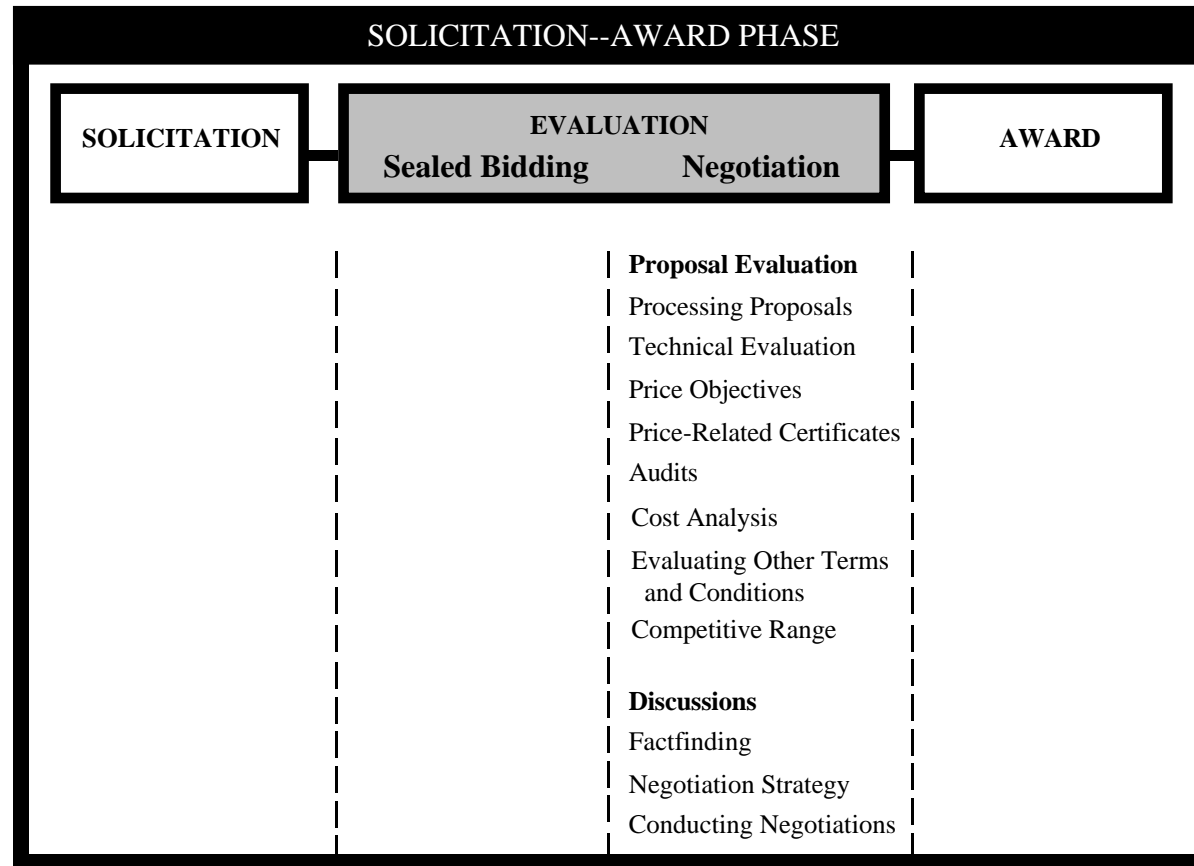 SOLICITATION--AWARD PHASE
SOLICITATION
EVALUATION
Sealed Bidding Negotiation
AWARD
Proposal Evaluation
Processing Proposals
Technical Evaluation
Price Objectives
Price-Related Certificates
Audits
Cost Analysis
Evaluating Other Terms
and Conditions
Competitive Range
Discussions
Factfinding
Negotiation Strategy
Conducting Negotiations